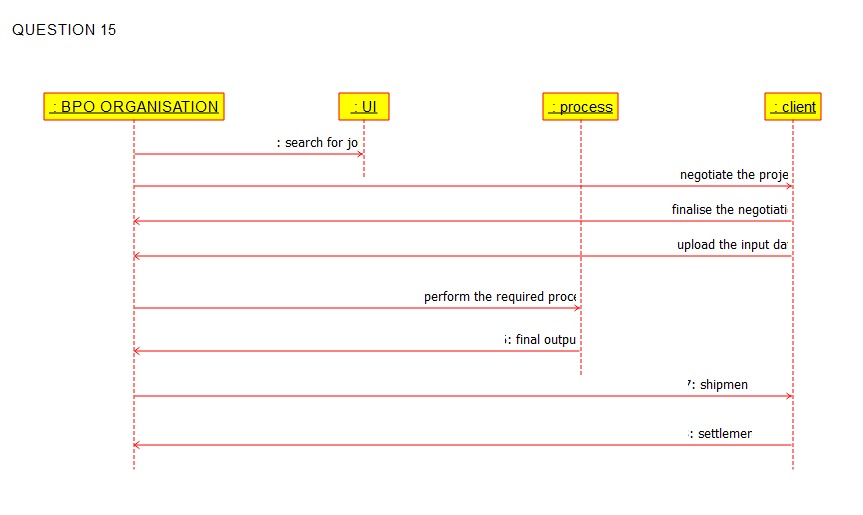 QUESTION 15
: BPO ORGANISATION
: UI
: process
: client
: search for jo
negotiate the proje
finalise the negotiati
upload the input da
perform the required proce
: final outpu
7: shipmen
: settlemer